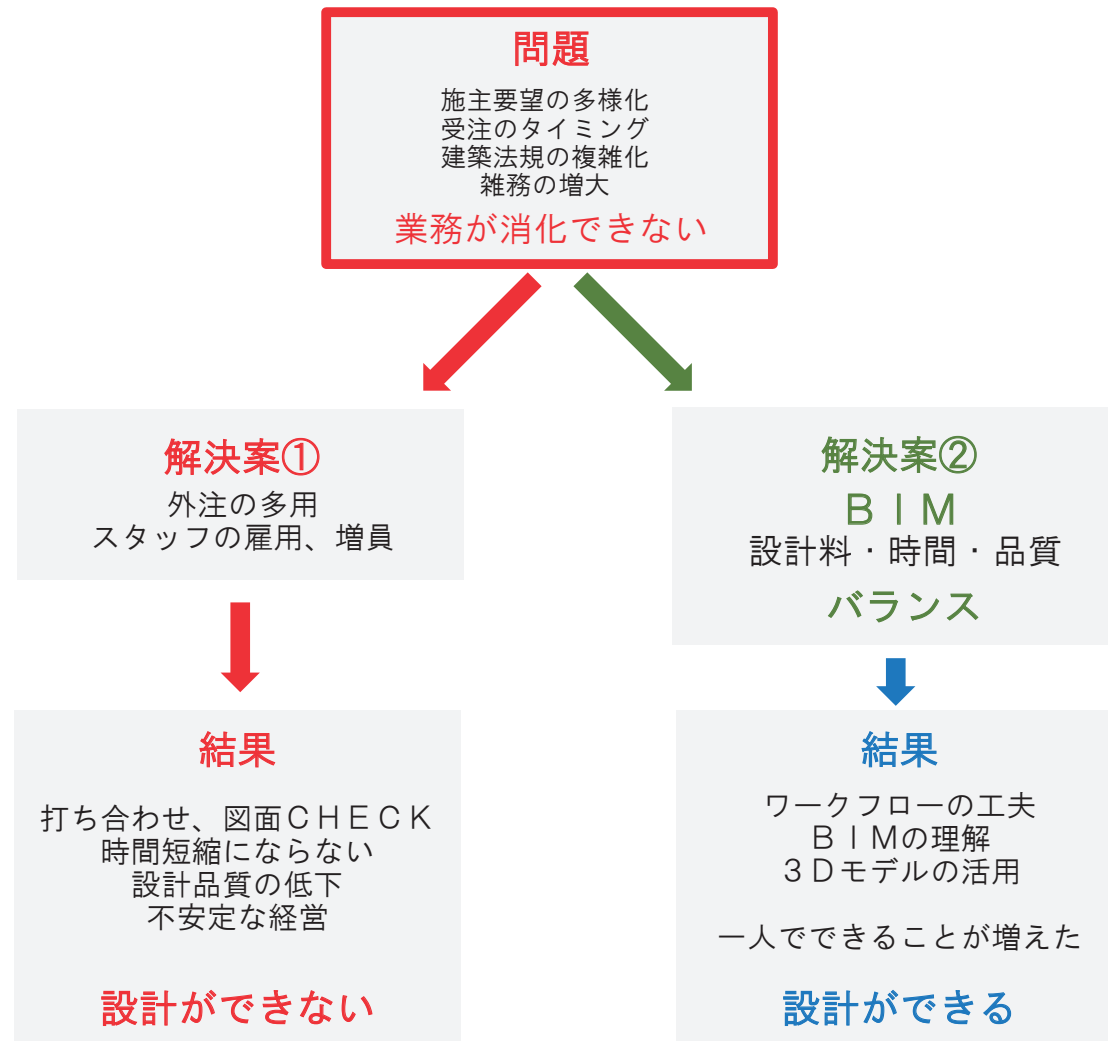 問題
施主要望の多様化
受注のタイミング
建築法規の複雑化
雑務の増大
業務が消化できない
解決案①
外注の多用
スタッフの雇用、増員
解決案②
ＢＩＭ
設計料・時間・品質
バランス
結果
打ち合わせ、図面ＣＨＥＣＫ
時間短縮にならない
設計品質の低下
不安定な経営
設計ができない
結果
ワークフローの工夫
ＢＩＭの理解
３Ｄモデルの活用
一人でできることが増えた
設計ができる